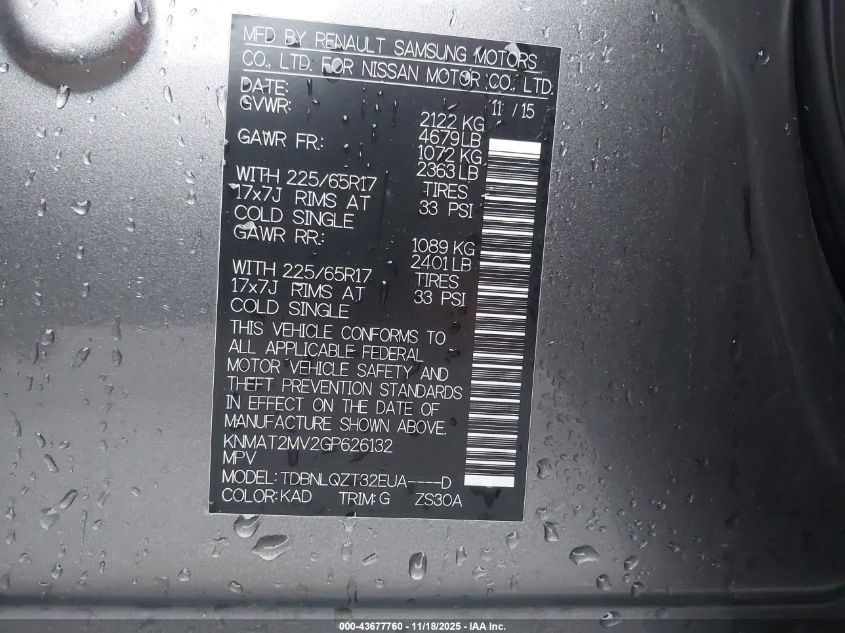 MFD BY RENAULT SAMSUNG MOTORS
CO., LTD. FOR NISSAN MOTOR CO., LTD.
DATE: 11 /15
GVWR: 2122 KG
4679 LB
GAWR FR: 1072 KG
2363 LB
WITH 225/65R17 TIRES
17x7J RIMS AT 33 PSI
COLD SINGLE
GAWR RR: 1089 KG
2401 LB
WITH 225/65R17 TIRES
17x7J RIMS AT 33 PSI
COLD SINGLE
THIS VEHICLE CONFORMS TO
ALL APPLICABLE FEDERAL
MOTOR VEHICLE SAFETY AND
THEFT PREVENTION STANDARDS
IN EFFECT ON THE DATE OF
MANUFACTURE SHOWN ABOVE.
KNMAT2MV2GP626132
MPV
MODEL: TDBNLQZT32EUA----D
COLOR: KAD TRIM: G ZS30A
000-43677760 - 11/18/2025 - IAA Inc.